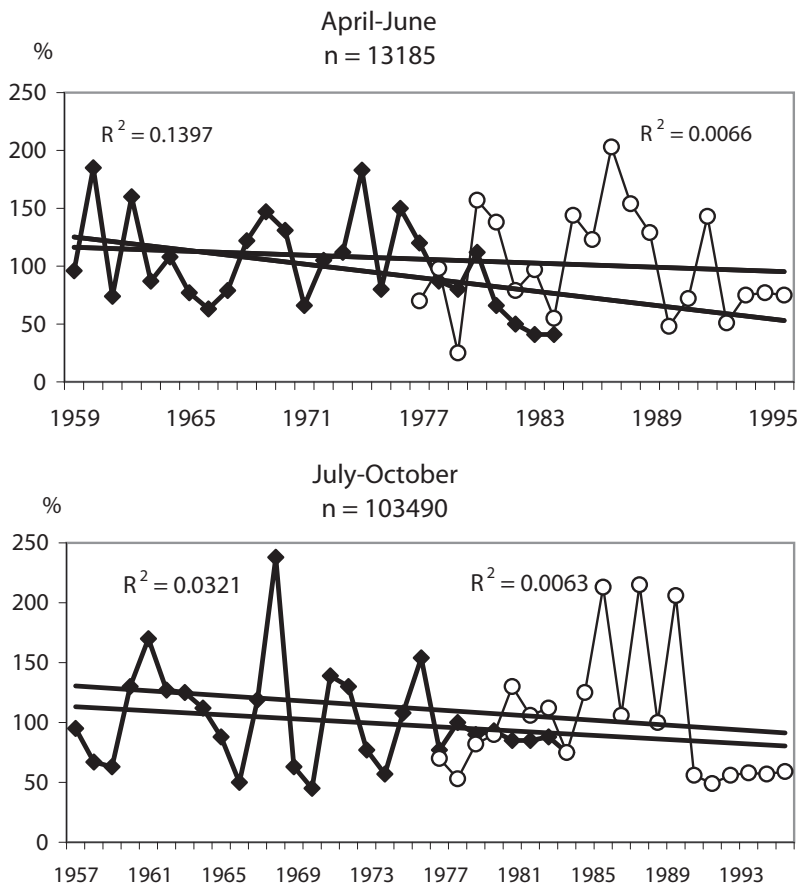 April-June
n = 13185
%
250
200
150
100
50
0
R² = 0.1397
R² = 0.0066
1959 1965 1971 1977 1983 1989 1995
July-October
n = 103490
%
250
200
150
100
50
0
R² = 0.0321
R² = 0.0063
1957 1961 1965 1969 1973 1977 1981 1985 1989 1993